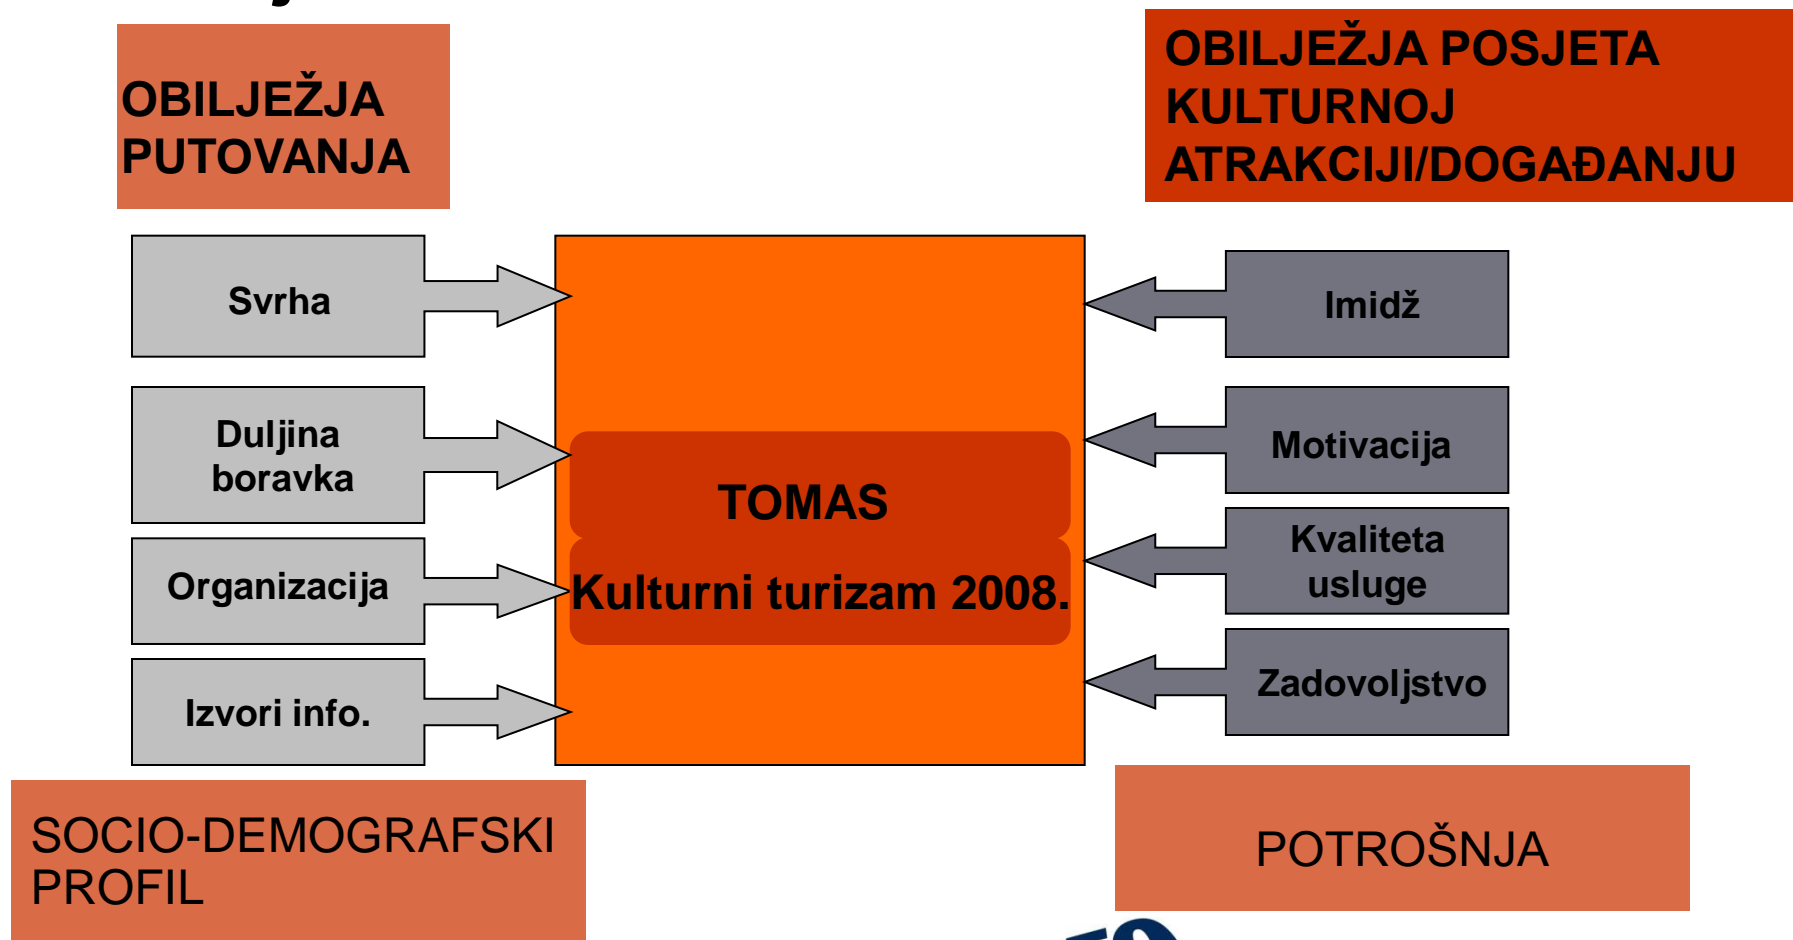 OBILJEŽJA
PUTOVANJA
OBILJEŽJA POSJETA
KULTURNOJ
ATRAKCIJI/DOGAĐANJU
Svrha
Duljina
boravka
Organizacija
Izvori info.
TOMAS
Kulturni turizam 2008.
Imidž
Motivacija
Kvaliteta
usluge
Zadovoljstvo
SOCIO-DEMOGRAFSKI
PROFIL
POTROŠNJA